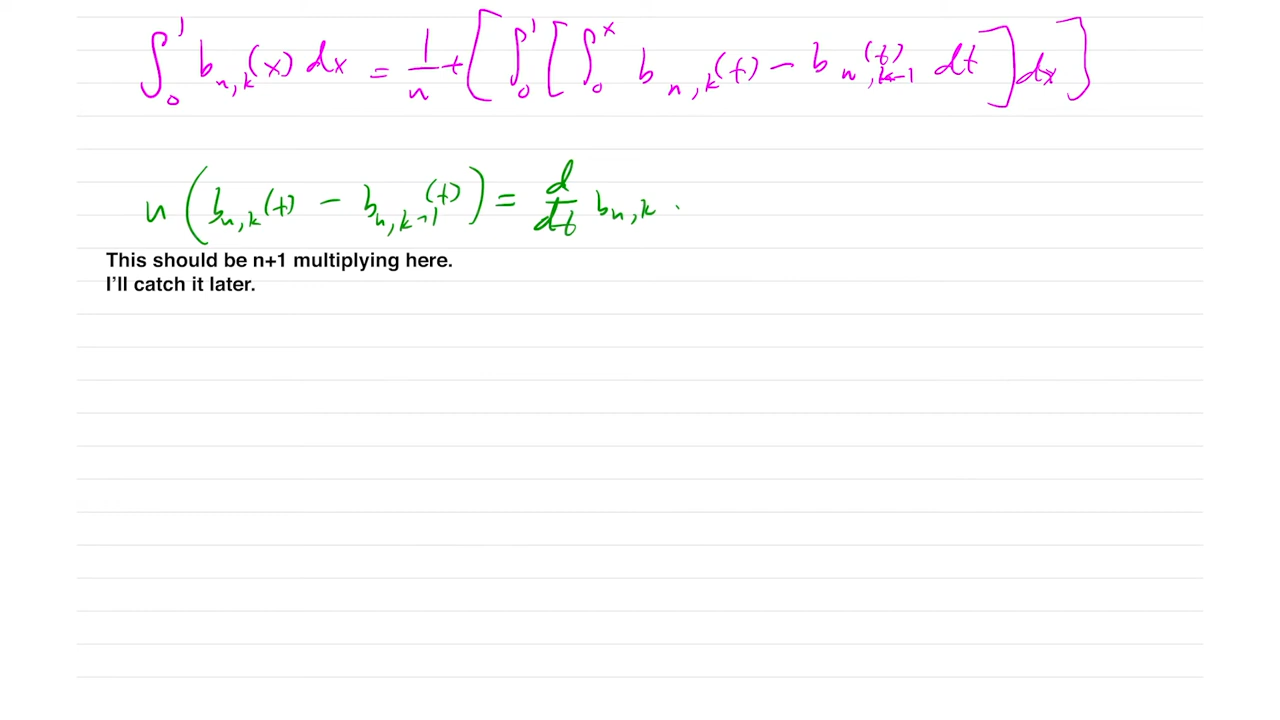 ∫₀¹ b_{n,k}(x) dx = 1/n + [ ∫₀¹ [ ∫₀ˣ b_{n,k}(t) − b_{n,k-1}(t) dt ] dx ]
n ( b_{n,k}(t) − b_{n,k-1}(t) ) = d/dt b_{n,k} .
This should be n+1 multiplying here.
I'll catch it later.